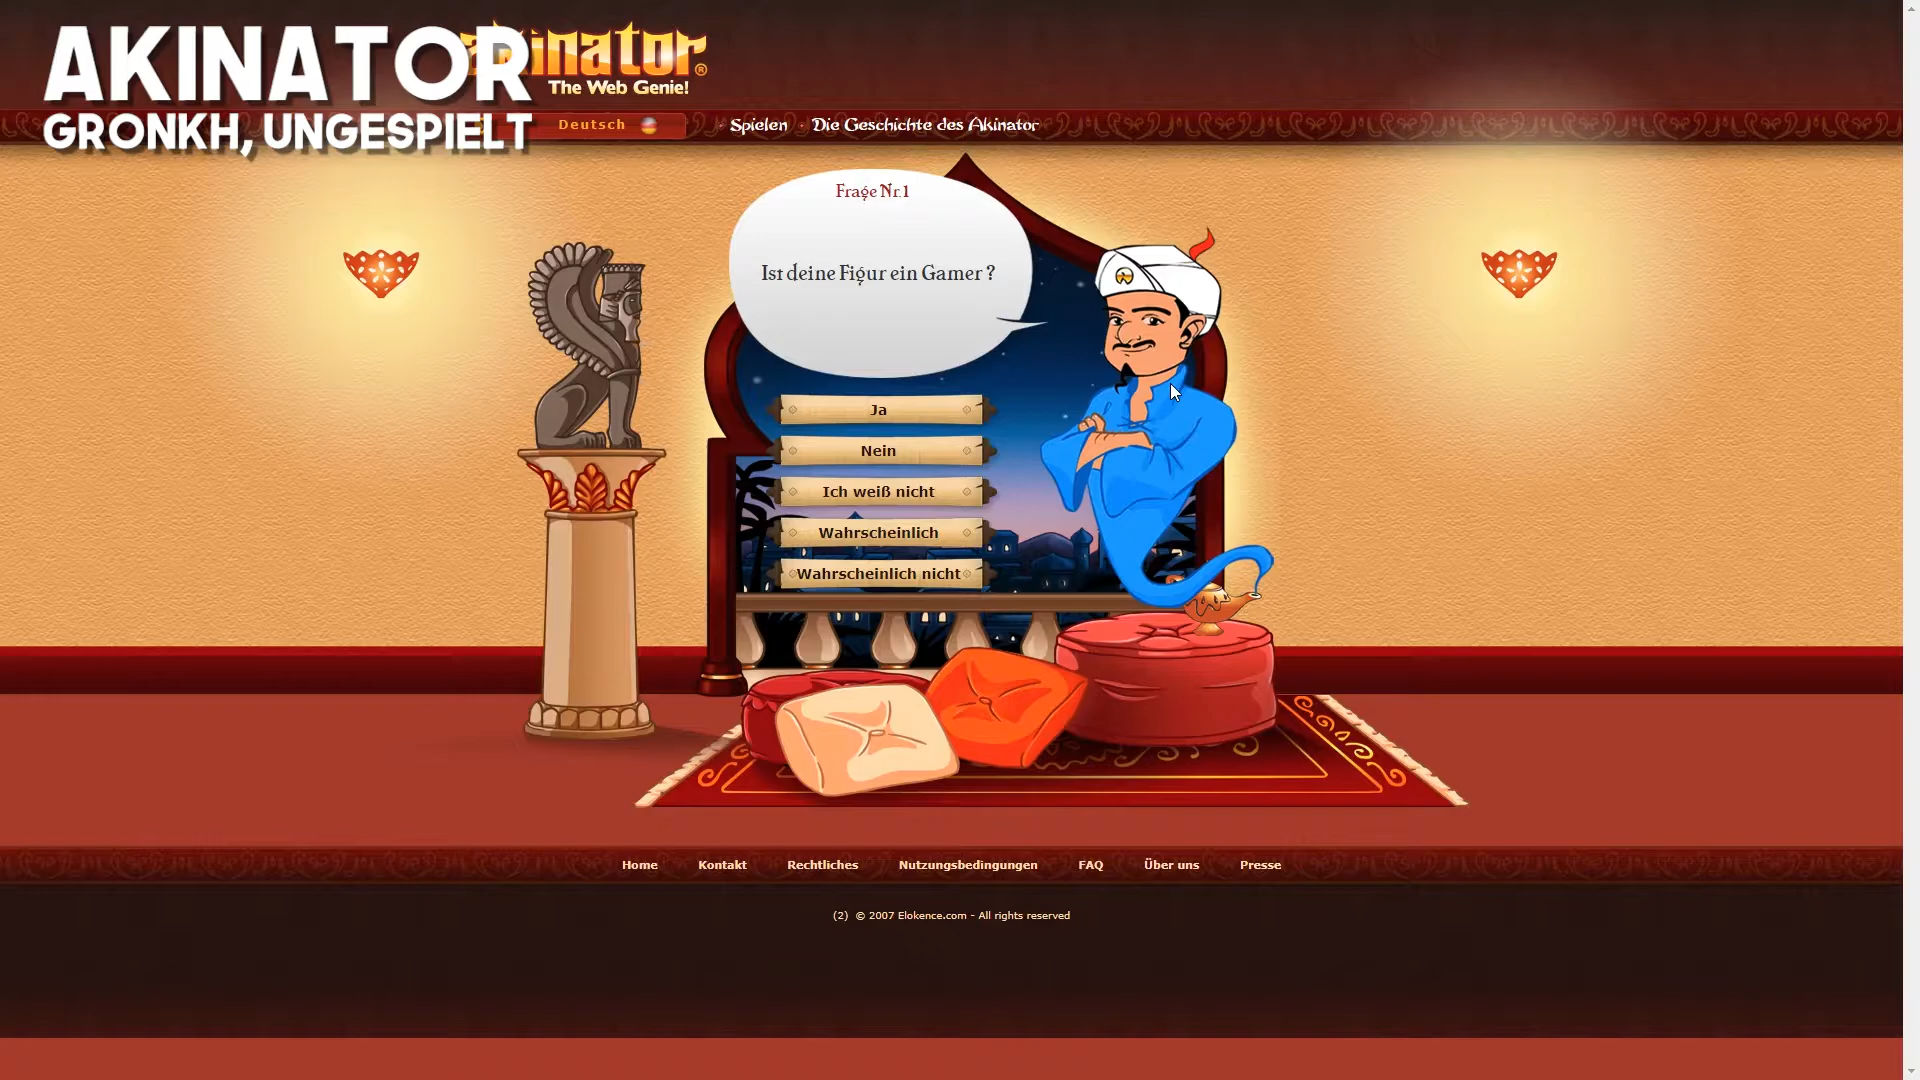 AKINATOR
GRONKH, UNGESPIELT
akinator®
The Web Genie!
Deutsch
Spielen
Die Geschichte des Akinator
Frage Nr.1
Ist deine Figur ein Gamer ?
Ja
Nein
Ich weiß nicht
Wahrscheinlich
Wahrscheinlich nicht
Home Kontakt Rechtliches Nutzungsbedingungen FAQ Über uns Presse
(2) © 2007 Elokence.com - All rights reserved